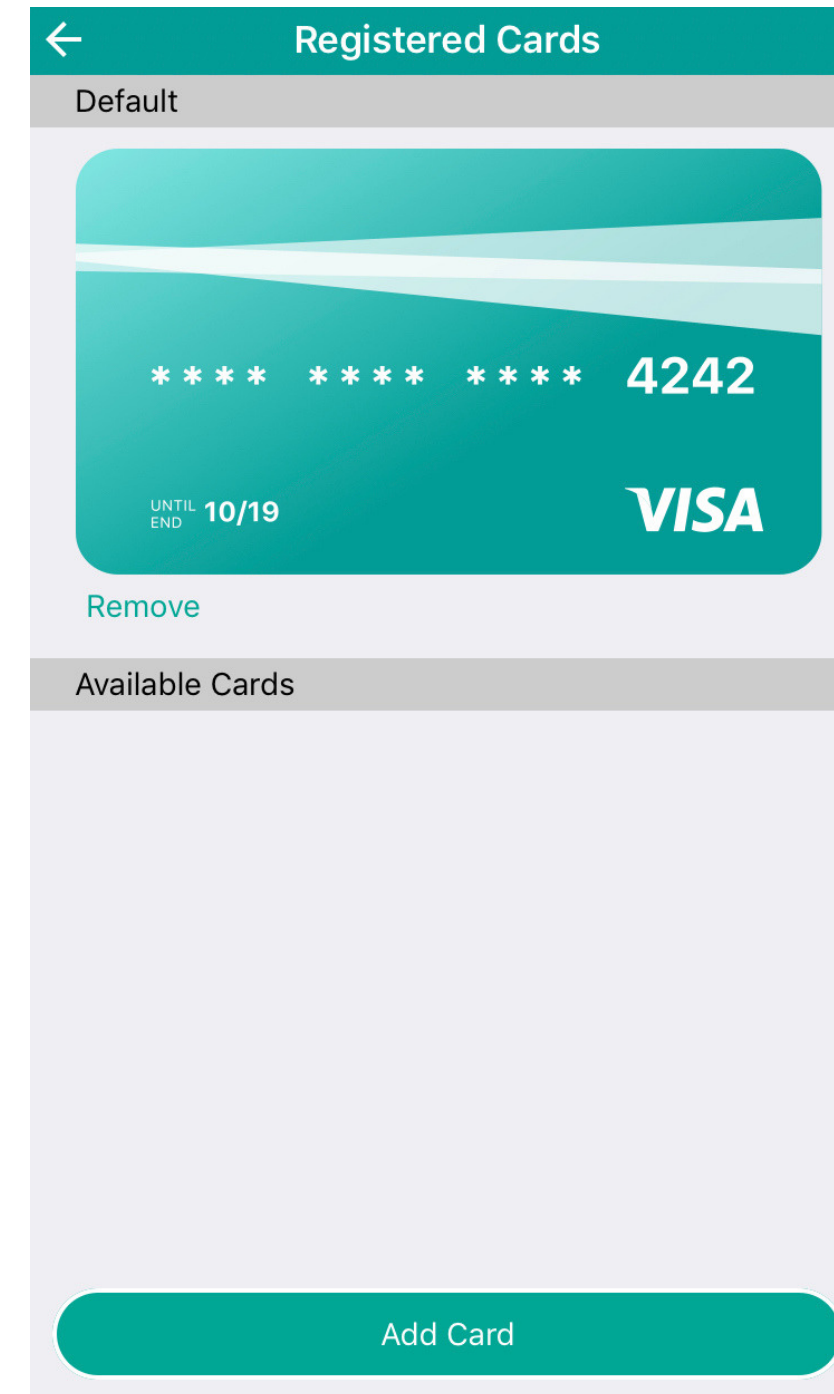 Registered Cards
Default
**** **** **** 4242
UNTIL END 10/19
VISA
Remove
Available Cards
Add Card